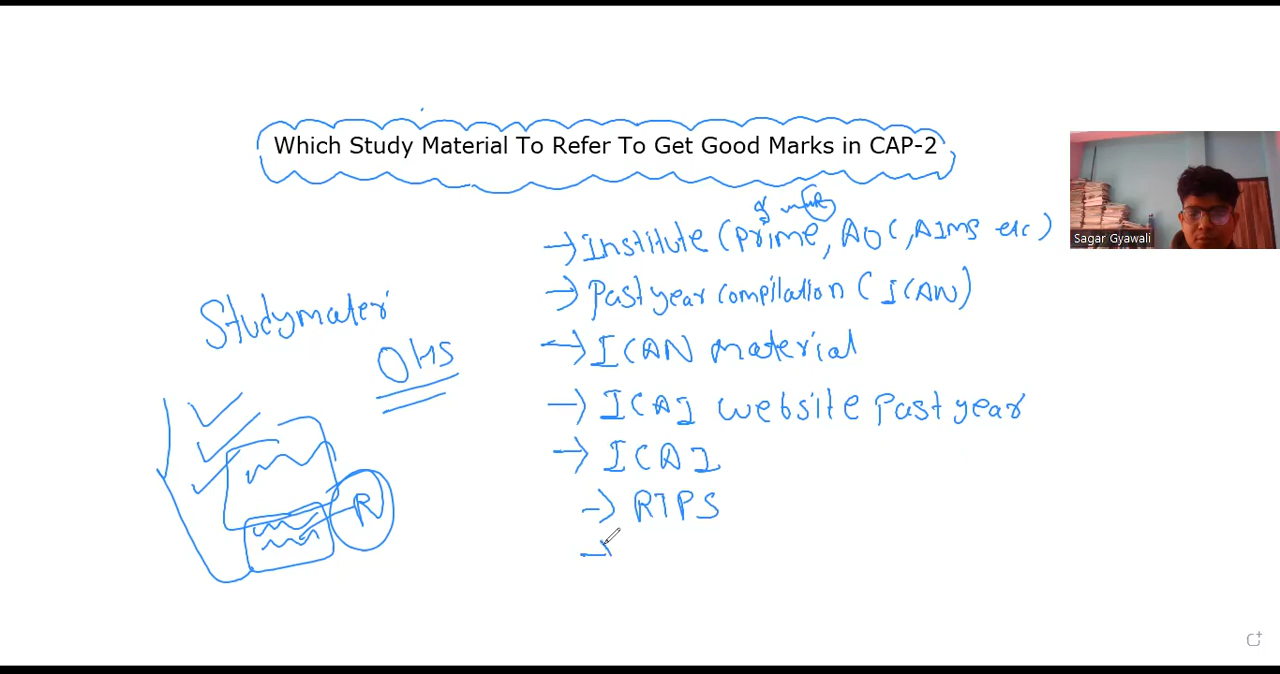 Which Study Material To Refer To Get Good Marks in CAP-2
→ Institute (Prime, AOC, AIMS etc)
Sagar Gyawali
→ Past year compilation (ICAN)
Studymater
→ ICAN material
→ ICAI website Past year
→ ICAI
→ RTPS
R
→